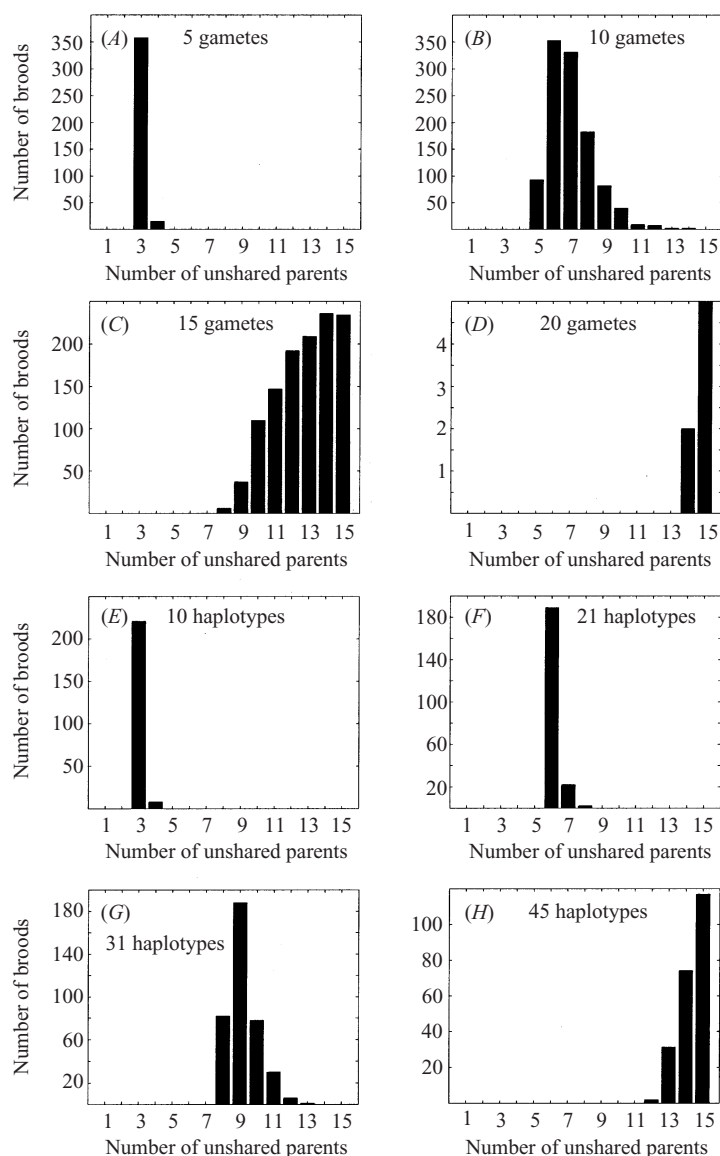 (A) 5 gametes
Number of broods
350
300
250
200
150
100
50
1 3 5 7 9 11 13 15
Number of unshared parents
(B) 10 gametes
350
300
250
200
150
100
50
1 3 5 7 9 11 13 15
Number of unshared parents
(C) 15 gametes
Number of broods
200
150
100
50
1 3 5 7 9 11 13 15
Number of unshared parents
(D) 20 gametes
4
3
2
1
1 3 5 7 9 11 13 15
Number of unshared parents
(E) 10 haplotypes
Number of broods
200
150
100
50
1 3 5 7 9 11 13 15
Number of unshared parents
(F) 21 haplotypes
180
140
100
60
20
1 3 5 7 9 11 13 15
Number of unshared parents
(G)
31 haplotypes
Number of broods
180
140
100
60
20
1 3 5 7 9 11 13 15
Number of unshared parents
(H) 45 haplotypes
100
80
60
40
20
1 3 5 7 9 11 13 15
Number of unshared parents